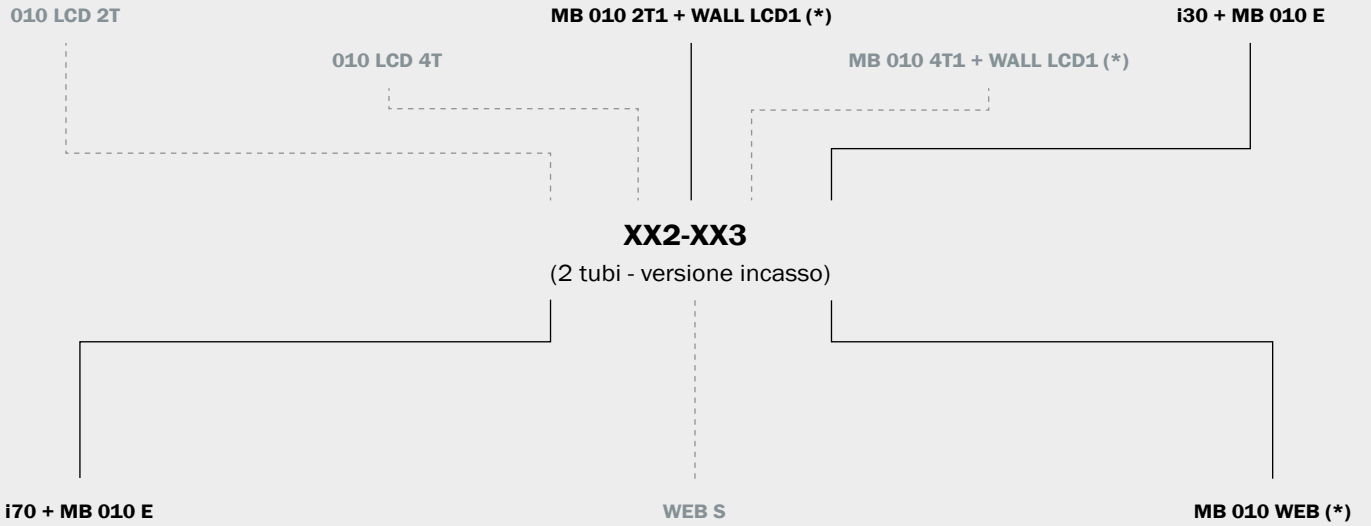 010 LCD 2T
MB 010 2T1 + WALL LCD1 (*)
i30 + MB 010 E
010 LCD 4T
MB 010 4T1 + WALL LCD1 (*)
XX2-XX3
(2 tubi - versione incasso)
i70 + MB 010 E
WEB S
MB 010 WEB (*)